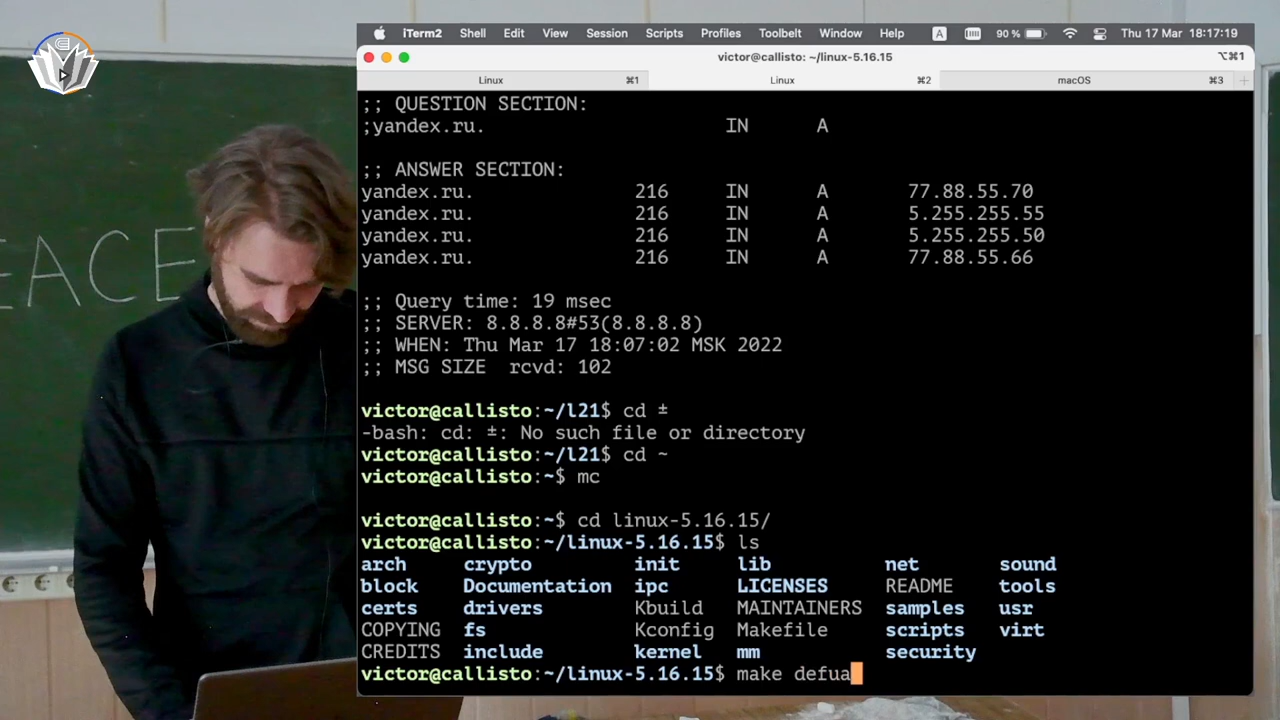 iTerm2 Shell Edit View Session Scripts Profiles Toolbelt Window Help A 90 % Thu 17 Mar 18:17:19
victor@callisto: ~/linux-5.16.15 ⌥⌘1
Linux ⌘1 Linux ⌘2 macOS ⌘3 +
;; QUESTION SECTION:
;yandex.ru. IN A
;; ANSWER SECTION:
yandex.ru. 216 IN A 77.88.55.70
yandex.ru. 216 IN A 5.255.255.55
yandex.ru. 216 IN A 5.255.255.50
yandex.ru. 216 IN A 77.88.55.66
;; Query time: 19 msec
;; SERVER: 8.8.8.8#53(8.8.8.8)
;; WHEN: Thu Mar 17 18:07:02 MSK 2022
;; MSG SIZE rcvd: 102
victor@callisto:~/l21$ cd ±
-bash: cd: ±: No such file or directory
victor@callisto:~/l21$ cd ~
victor@callisto:~$ mc
victor@callisto:~$ cd linux-5.16.15/
victor@callisto:~/linux-5.16.15$ ls
arch crypto init lib net sound
block Documentation ipc LICENSES README tools
certs drivers Kbuild MAINTAINERS samples usr
COPYING fs Kconfig Makefile scripts virt
CREDITS include kernel mm security
victor@callisto:~/linux-5.16.15$ make defua
EACE